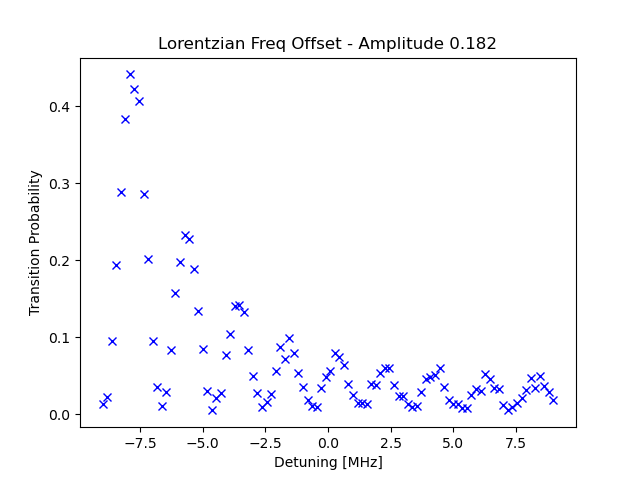 Lorentzian Freq Offset - Amplitude 0.182
Transition Probability
0.4
0.3
0.2
0.1
0.0
−7.5 −5.0 −2.5 0.0 2.5 5.0 7.5
Detuning [MHz]